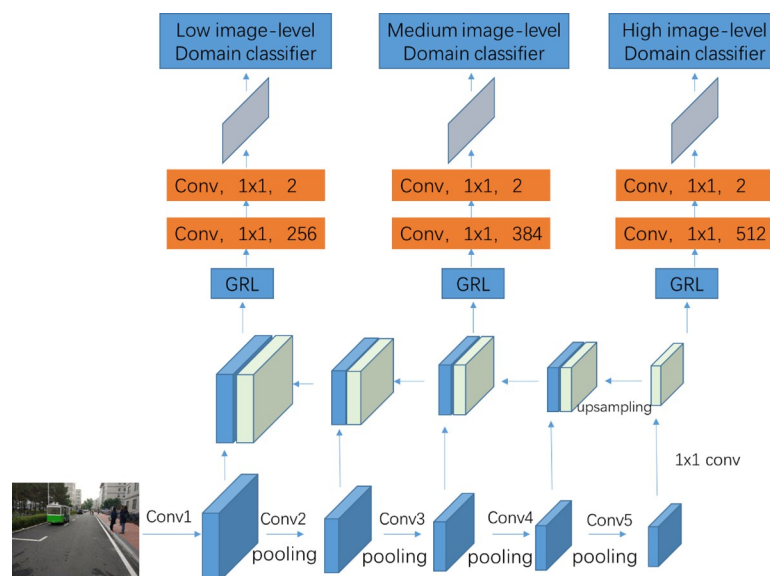 Low image-level
Domain classifier
Medium image-level
Domain classifier
High image-level
Domain classifier
Conv, 1x1, 2
Conv, 1x1, 2
Conv, 1x1, 2
Conv, 1x1, 256
Conv, 1x1, 384
Conv, 1x1, 512
GRL
GRL
GRL
upsampling
1x1 conv
Conv1
Conv2
pooling
Conv3
pooling
Conv4
pooling
Conv5
pooling